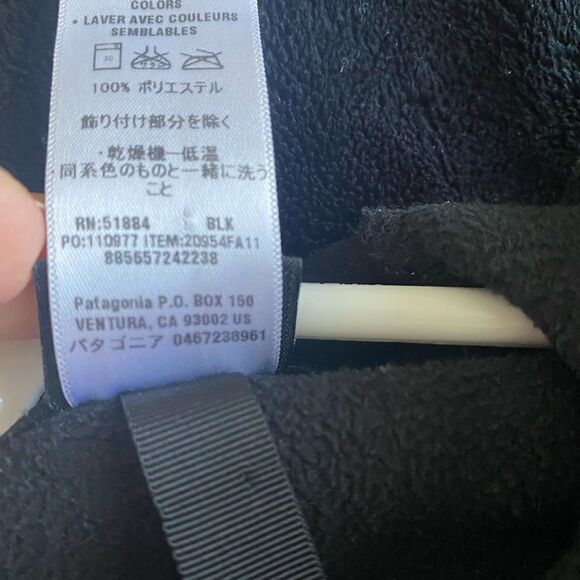 COLORS
• LAVER AVEC COULEURS
SEMBLABLES
30
100% ポリエステル
飾り付け部分を除く
・乾燥機ー低温
・同系色のものと一緒に洗う
こと
RN:51884 BLK
PO:110977 ITEM:20954FA11
885657242238
Patagonia P.O. BOX 150
VENTURA, CA 93002 US
パタゴニア 0467238961